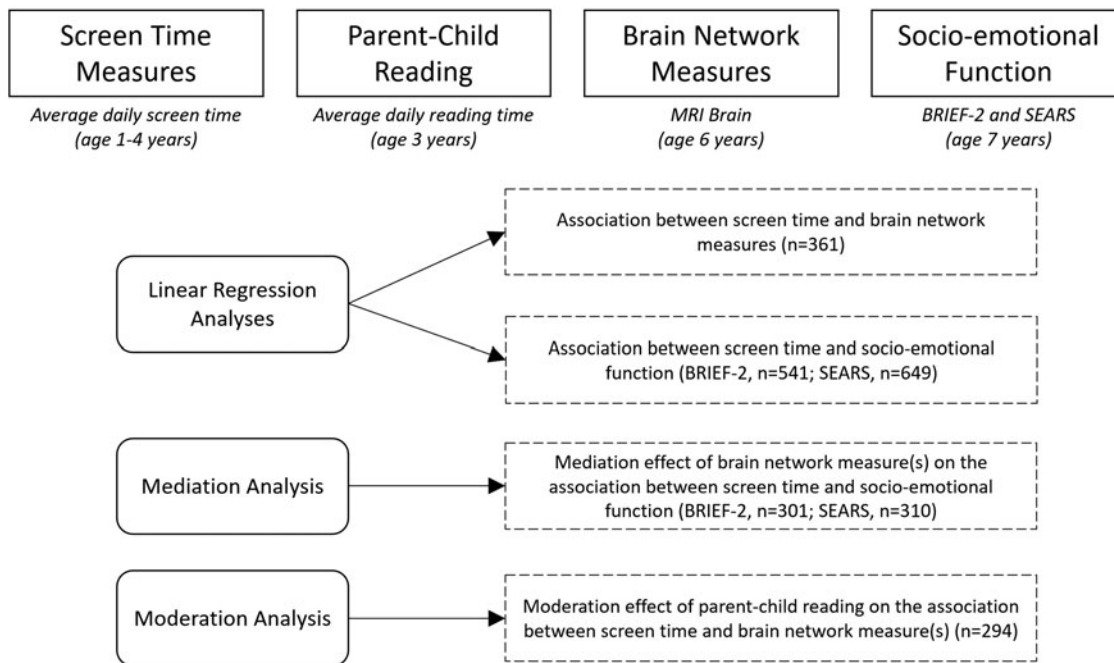 Screen Time
Measures
Average daily screen time
(age 1-4 years)
Parent-Child
Reading
Average daily reading time
(age 3 years)
Brain Network
Measures
MRI Brain
(age 6 years)
Socio-emotional
Function
BRIEF-2 and SEARS
(age 7 years)
Linear Regression
Analyses
Association between screen time and brain network
measures (n=361)
Association between screen time and socio-emotional
function (BRIEF-2, n=541; SEARS, n=649)
Mediation Analysis
Mediation effect of brain network measure(s) on the
association between screen time and socio-emotional
function (BRIEF-2, n=301; SEARS, n=310)
Moderation Analysis
Moderation effect of parent-child reading on the association
between screen time and brain network measure(s) (n=294)